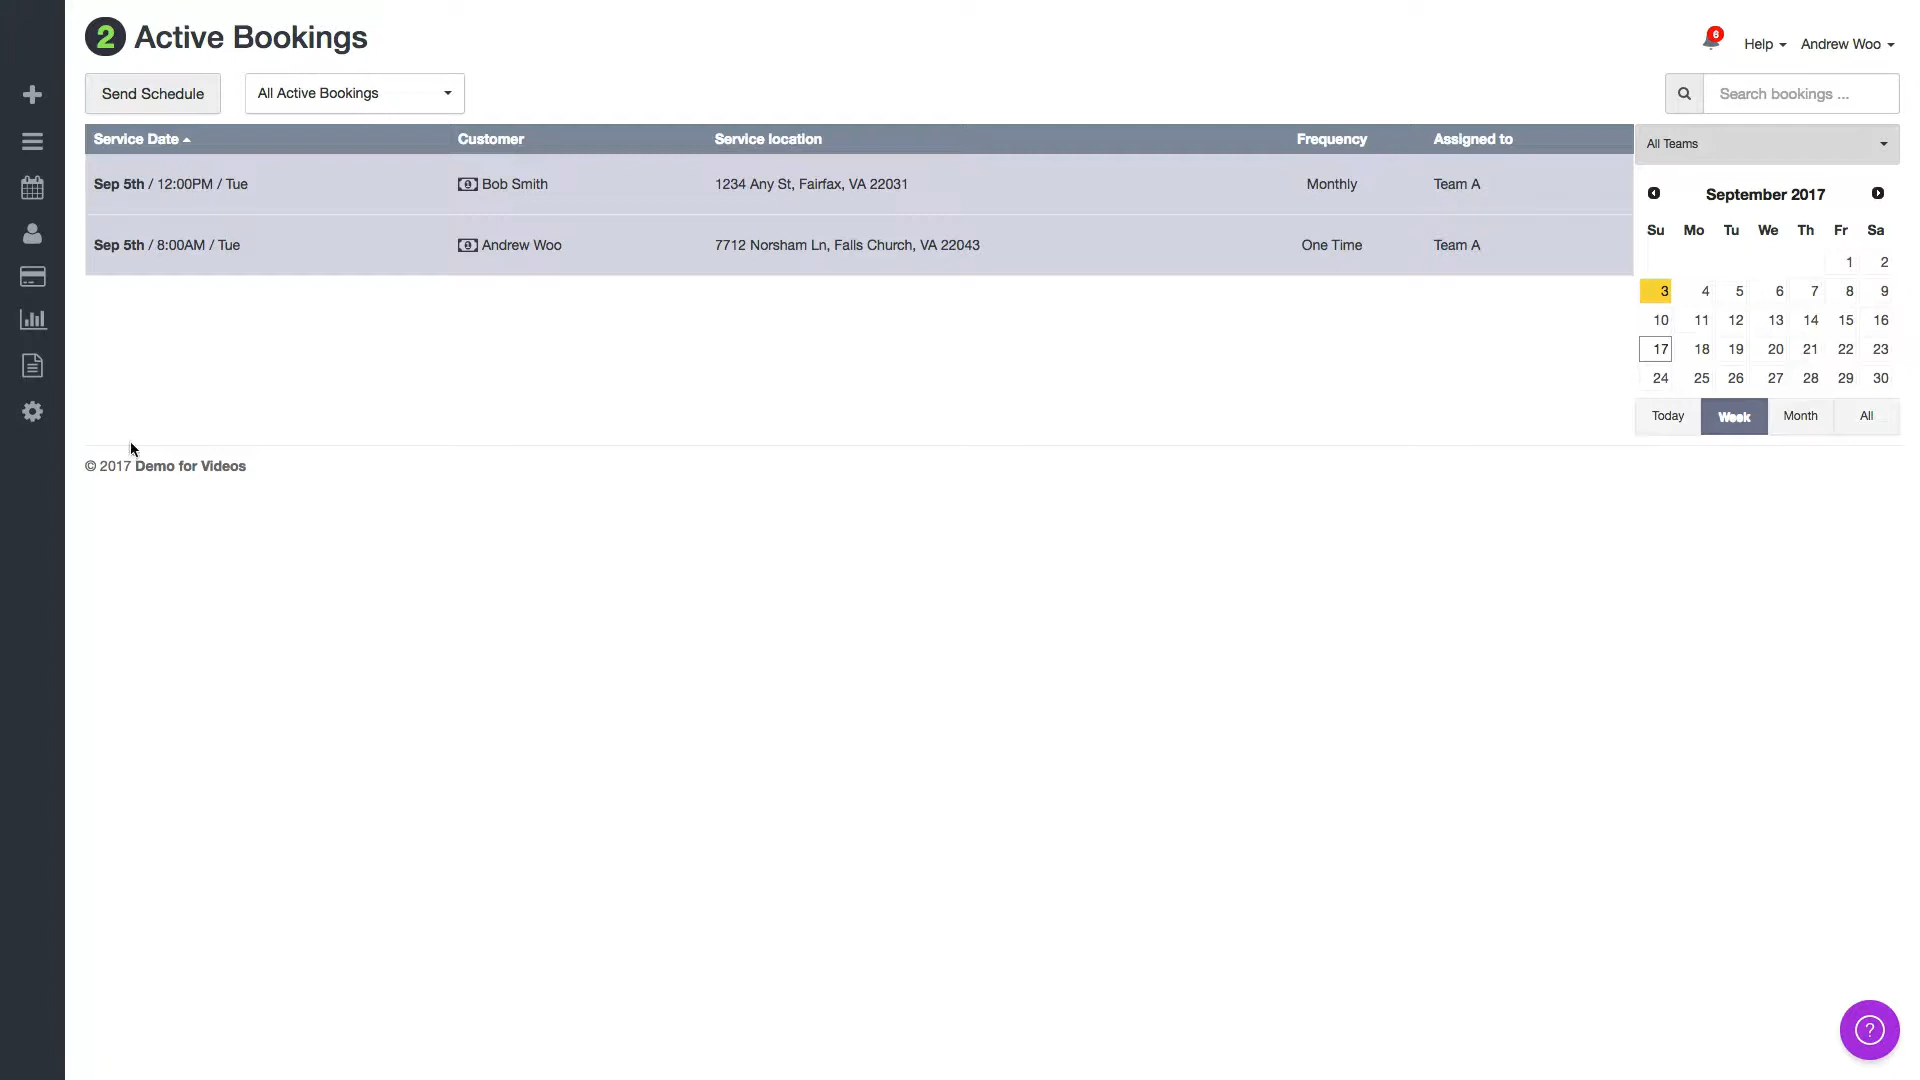 2 Active Bookings
6
Help
Andrew Woo
Send Schedule
All Active Bookings
Search bookings ...
Service Date
Customer
Service location
Frequency
Assigned to
Sep 5th / 12:00PM / Tue
Bob Smith
1234 Any St, Fairfax, VA 22031
Monthly
Team A
Sep 5th / 8:00AM / Tue
Andrew Woo
7712 Norsham Ln, Falls Church, VA 22043
One Time
Team A
All Teams
September 2017
Su Mo Tu We Th Fr Sa
1 2
3 4 5 6 7 8 9
10 11 12 13 14 15 16
17 18 19 20 21 22 23
24 25 26 27 28 29 30
Today Week Month All
© 2017 Demo for Videos
?